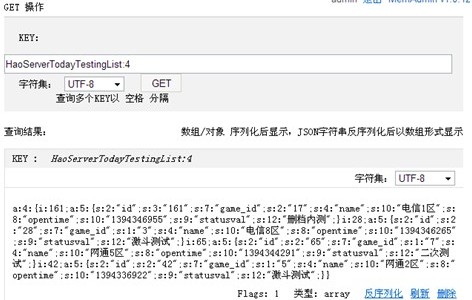 GET 操作
admin 退出 MemAdmin v1.0.12
KEY:
HaoServerTodayTestingList:4
字符集: UTF-8 GET
查询多个KEY以 空格 分隔
查询结果: 数组/对象 序列化后显示，JSON字符串反序列化后以数组形式显示
KEY : HaoServerTodayTestingList:4
字符集: UTF-8
a:4:{i:161;a:5:{s:2:"id";s:3:"161";s:7:"game_id";s:2:"17";s:4:"name";s:10:"电信1区";s:
8:"opentime";s:10:"1394346955";s:9:"statusval";s:12:"删档内测";}i:28;a:5:{s:2:"id";s:
2:"28";s:7:"game_id";s:1:"3";s:4:"name";s:10:"电信8区";s:8:"opentime";s:10:"1394346265"
;s:9:"statusval";s:12:"激斗测试";}i:65;a:5:{s:2:"id";s:2:"65";s:7:"game_id";s:1:"7";s:
4:"name";s:10:"网通5区";s:8:"opentime";s:10:"1394344291";s:9:"statusval";s:12:"二次测
试";}i:42;a:5:{s:2:"id";s:2:"42";s:7:"game_id";s:1:"5";s:4:"name";s:10:"网通2区";s:8:"o
pentime";s:10:"1394336922";s:9:"statusval";s:12:"激斗测试";}}
Flags: 1 类型: array 反序列化 刷新 删除